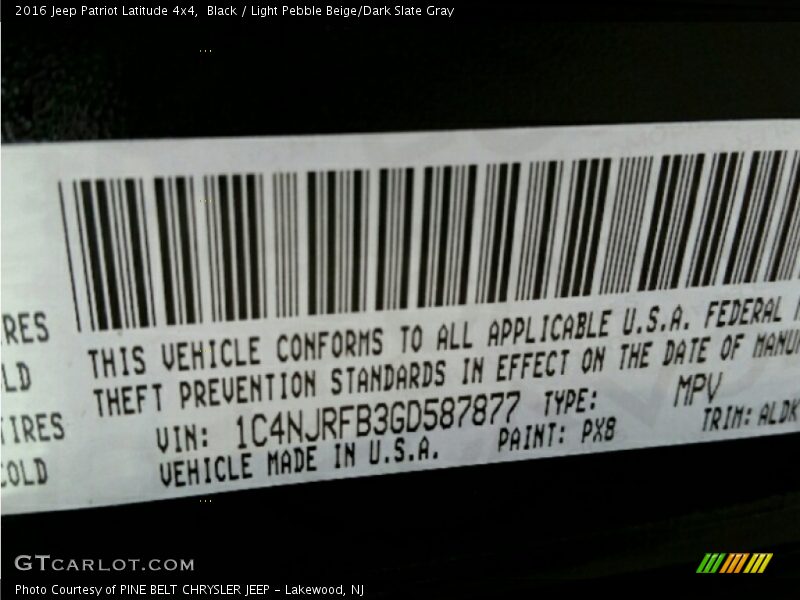 2016 Jeep Patriot Latitude 4x4, Black / Light Pebble Beige/Dark Slate Gray
THIS VEHICLE CONFORMS TO ALL APPLICABLE U.S.A. FEDERAL
THEFT PREVENTION STANDARDS IN EFFECT ON THE DATE OF MANU
VIN: 1C4NJRFB3GD587877 TYPE: MPV
VEHICLE MADE IN U.S.A. PAINT: PX8 TRIM: ALDK
IRES
LD
TIRES
COLD
GTCARLOT.COM
Photo Courtesy of PINE BELT CHRYSLER JEEP - Lakewood, NJ